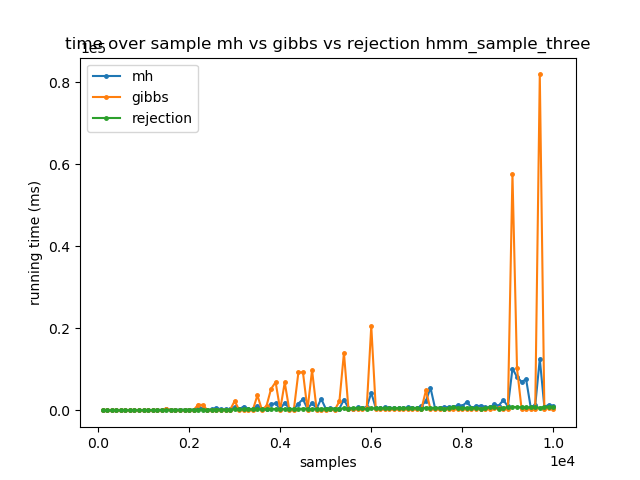 time over sample mh vs gibbs vs rejection hmm_sample_three
1e5
mh
gibbs
rejection
0.8
0.6
0.4
0.2
0.0
running time (ms)
0.0 0.2 0.4 0.6 0.8 1.0
samples
1e4